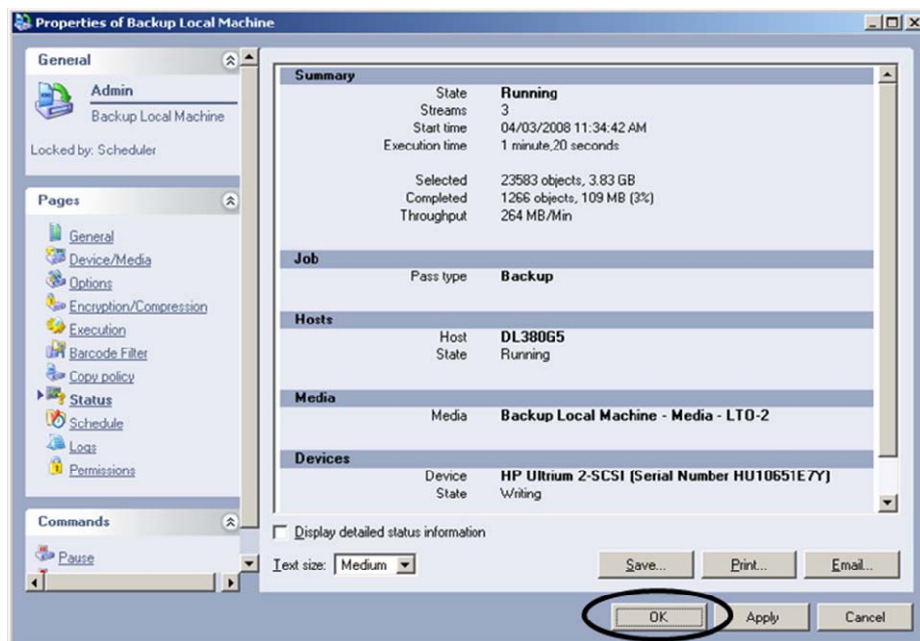 Properties of Backup Local Machine
General
Admin
Backup Local Machine
Locked by: Scheduler
Pages
General
Device/Media
Options
Encryption/Compression
Execution
Barcode Filter
Copy policy
Status
Schedule
Logs
Permissions
Commands
Pause
Summary
State Running
Streams 3
Start time 04/03/2008 11:34:42 AM
Execution time 1 minute,20 seconds
Selected 23583 objects, 3.83 GB
Completed 1266 objects, 109 MB (3%)
Throughput 264 MB/Min
Job
Pass type Backup
Hosts
Host DL380G5
State Running
Media
Media Backup Local Machine - Media - LTO-2
Devices
Device HP Ultrium 2-SCSI (Serial Number HU10651E7Y)
State Writing
Display detailed status information
Text size: Medium
Save... Print... Email...
OK Apply Cancel